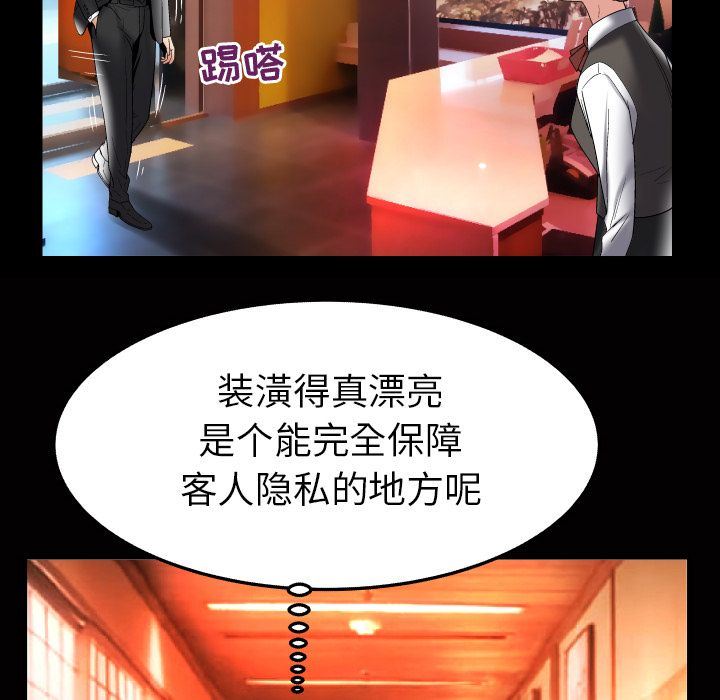 踢嗒
装潢得真漂亮
是个能完全保障
客人隐私的地方呢